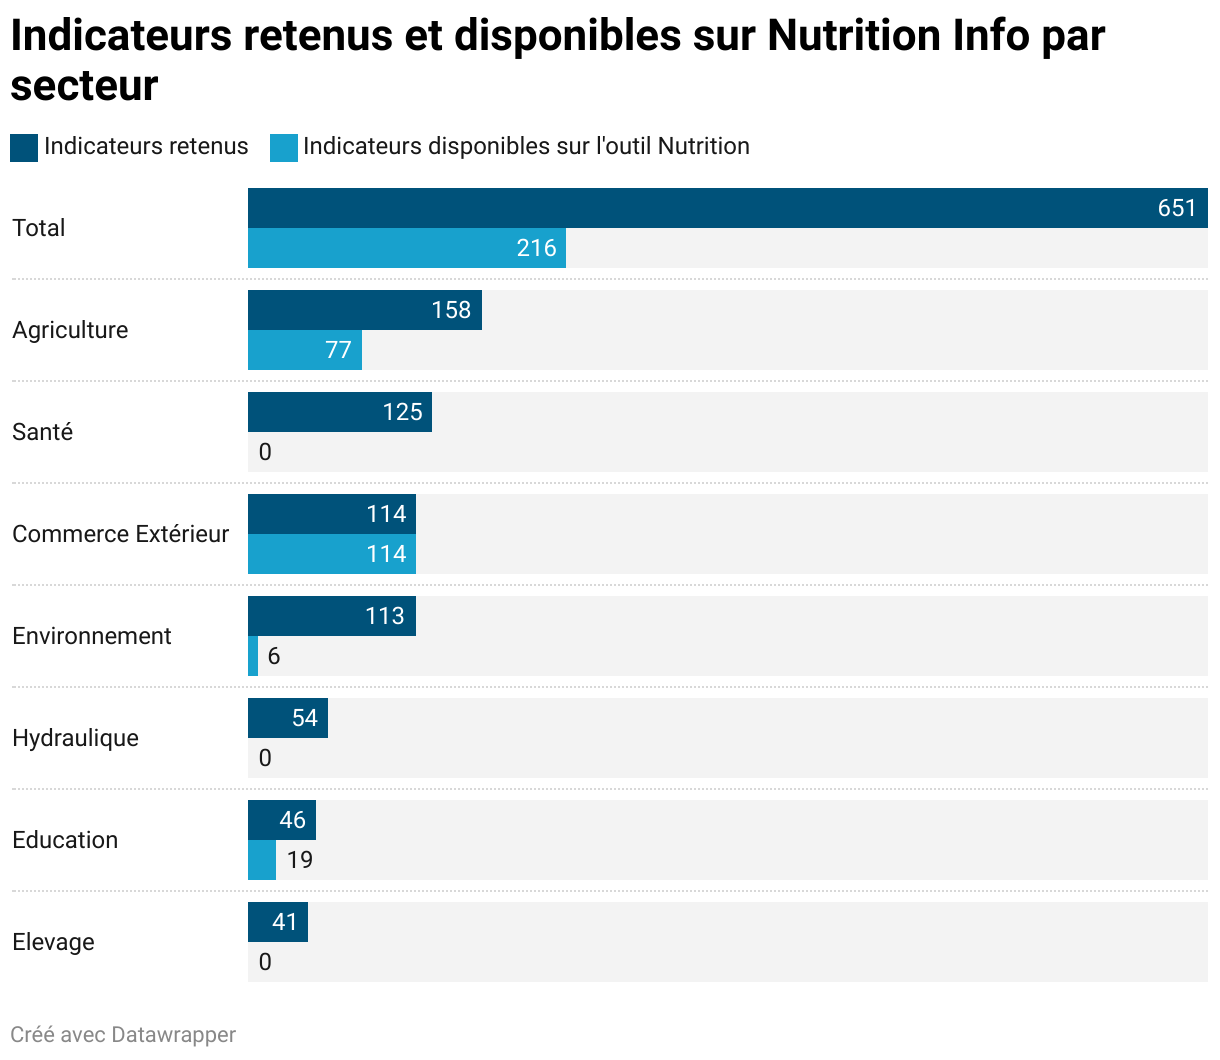 Indicateurs retenus et disponibles sur Nutrition Info par
secteur
Indicateurs retenus Indicateurs disponibles sur l'outil Nutrition
Total
651
216
Agriculture
158
77
Santé
125
0
Commerce Extérieur
114
114
Environnement
113
6
Hydraulique
54
0
Education
46
19
Elevage
41
0
Créé avec Datawrapper